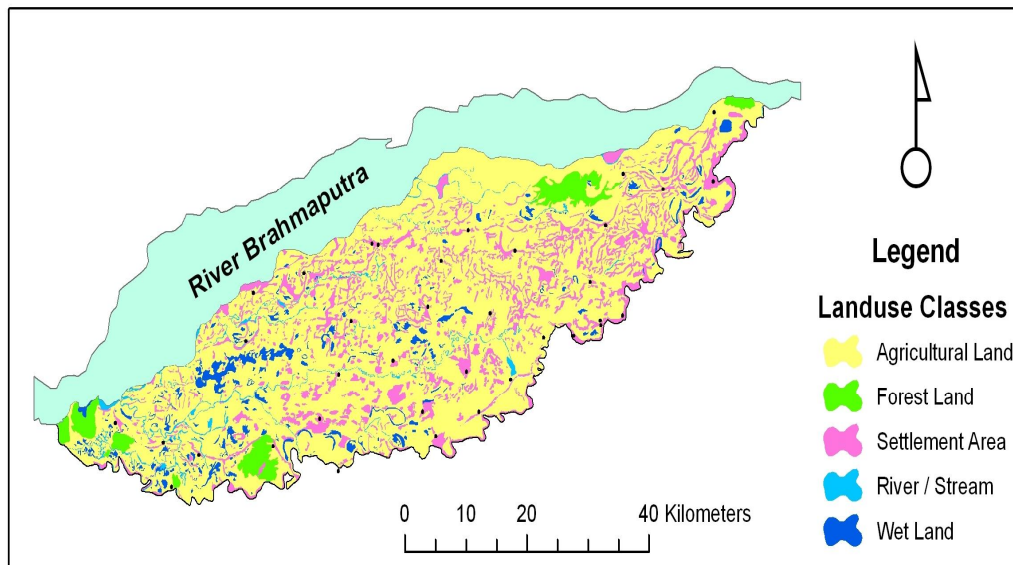 River Brahmaputra
Legend
Landuse Classes
Agricultural Land
Forest Land
Settlement Area
River / Stream
Wet Land
0 10 20 40 Kilometers